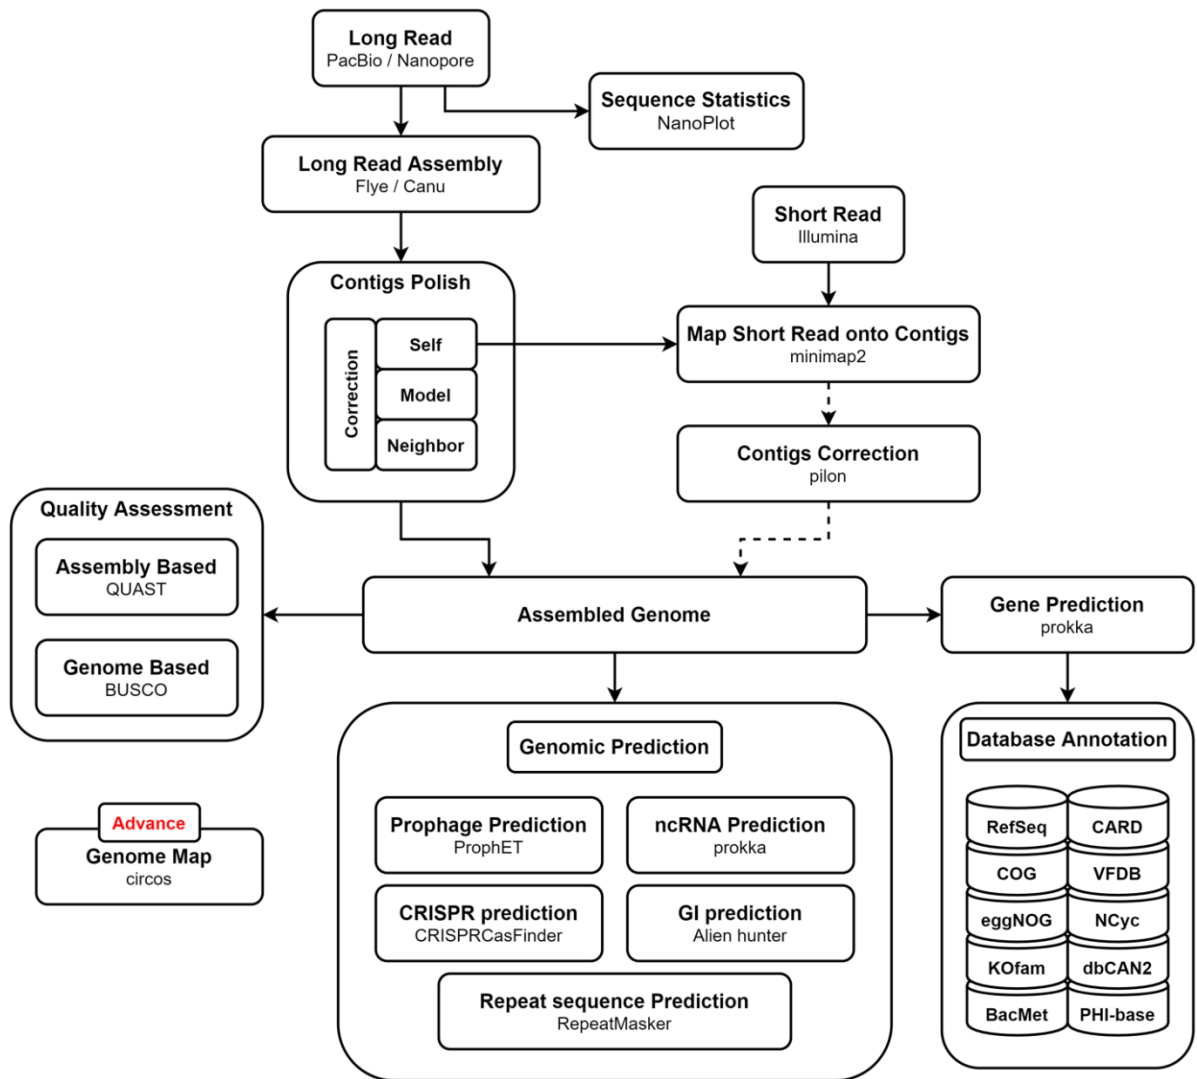 Long Read
PacBio / Nanopore
Sequence Statistics
NanoPlot
Long Read Assembly
Flye / Canu
Short Read
Illumina
Contigs Polish
Correction
Self
Model
Neighbor
Map Short Read onto Contigs
minimap2
Contigs Correction
pilon
Quality Assessment
Assembly Based
QUAST
Genome Based
BUSCO
Assembled Genome
Gene Prediction
prokka
Advance
Genome Map
circos
Genomic Prediction
Prophage Prediction
ProphET
ncRNA Prediction
prokka
CRISPR prediction
CRISPRCasFinder
GI prediction
Alien hunter
Repeat sequence Prediction
RepeatMasker
Database Annotation
RefSeq
CARD
COG
VFDB
eggNOG
NCyc
KOfam
dbCAN2
BacMet
PHI-base